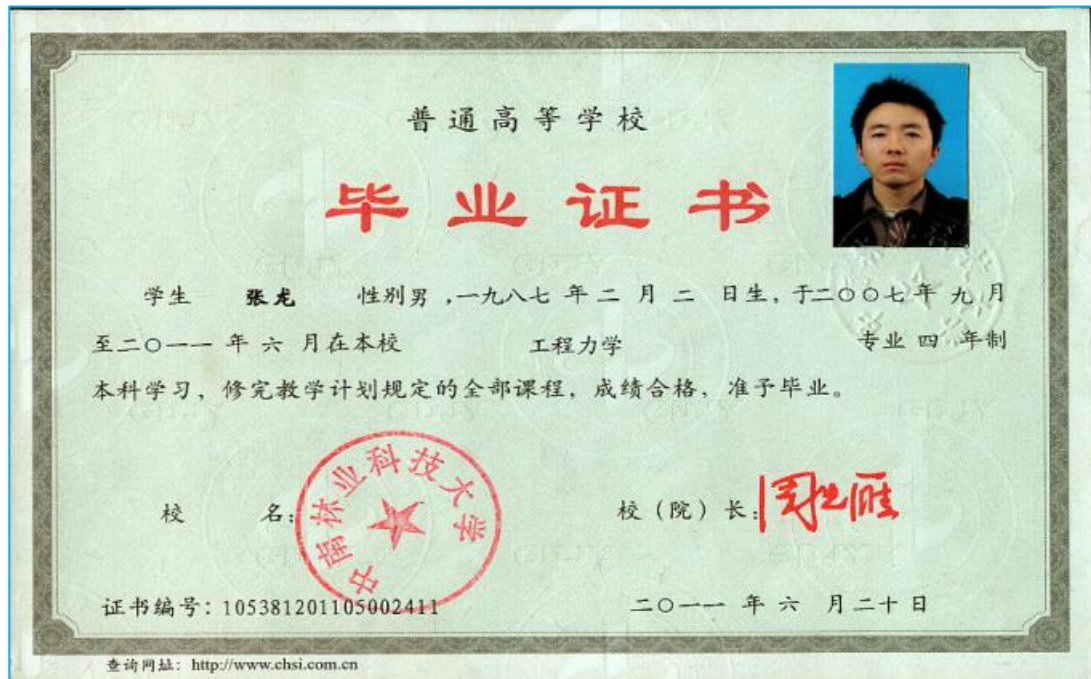 普通高等学校
毕业证书
学生 张龙 性别男，一九八七年二月二日生，于二〇〇七年九月
至二〇一一年六月在本校 工程力学 专业四年制
本科学习，修完教学计划规定的全部课程，成绩合格，准予毕业。
校 名：
中南林业科技大学
校（院）长：
证书编号：105381201105002411
二〇一一年六月二十日
查询网址：http://www.chsi.com.cn